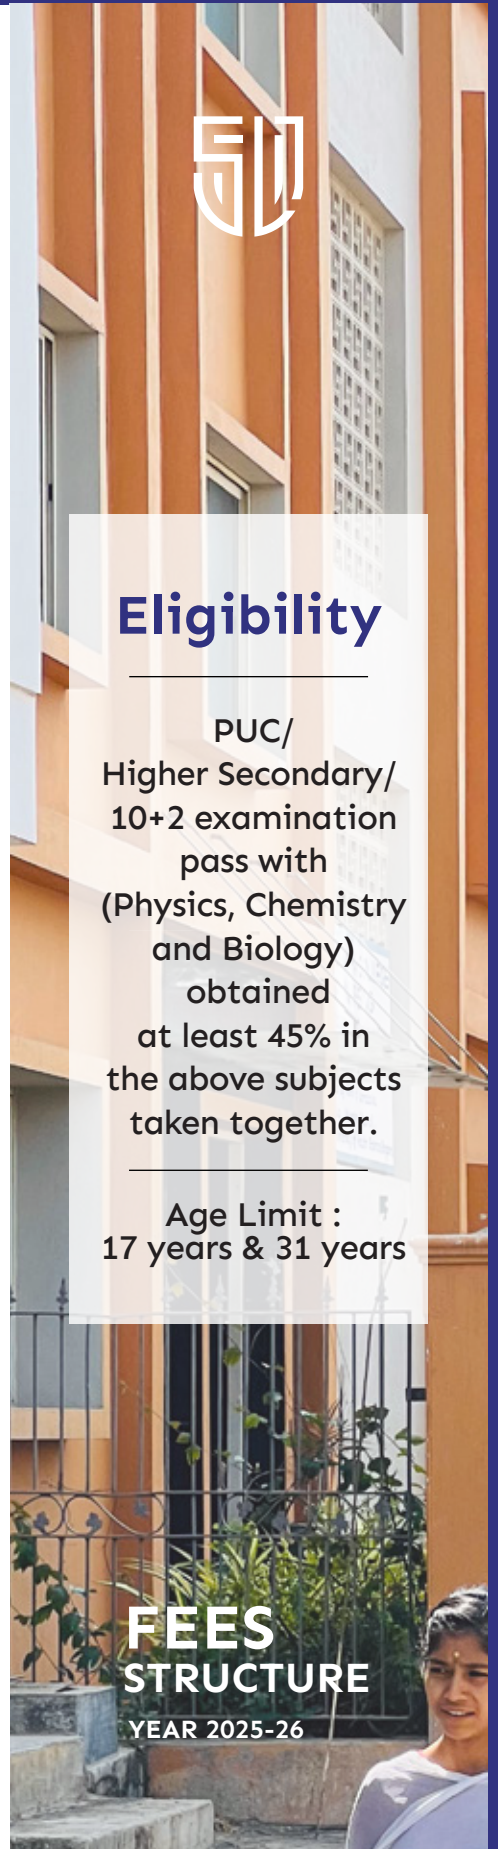 Eligibility
PUC/
Higher Secondary/
10+2 examination
pass with
(Physics, Chemistry
and Biology)
obtained
at least 45% in
the above subjects
taken together.
Age Limit :
17 years & 31 years
FEES
STRUCTURE
YEAR 2025-26